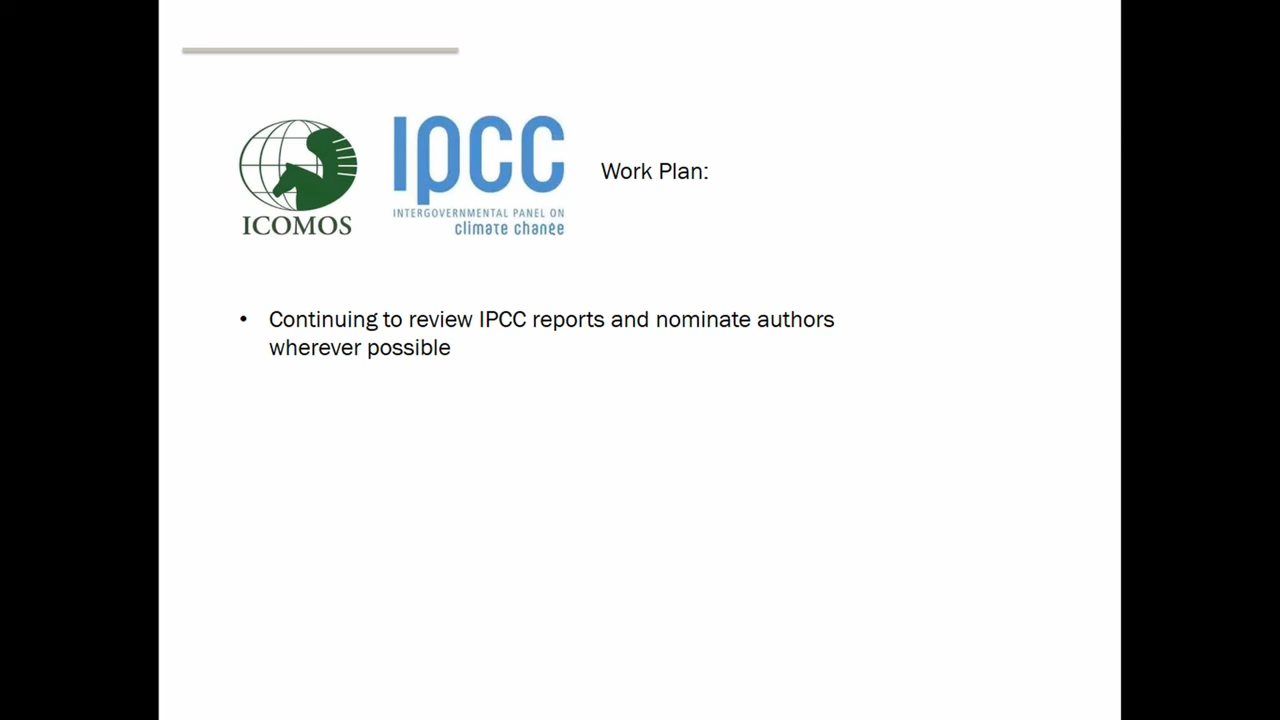 ICOMOS
IPCC
INTERGOVERNMENTAL PANEL ON
climate change
Work Plan:
• Continuing to review IPCC reports and nominate authors
wherever possible